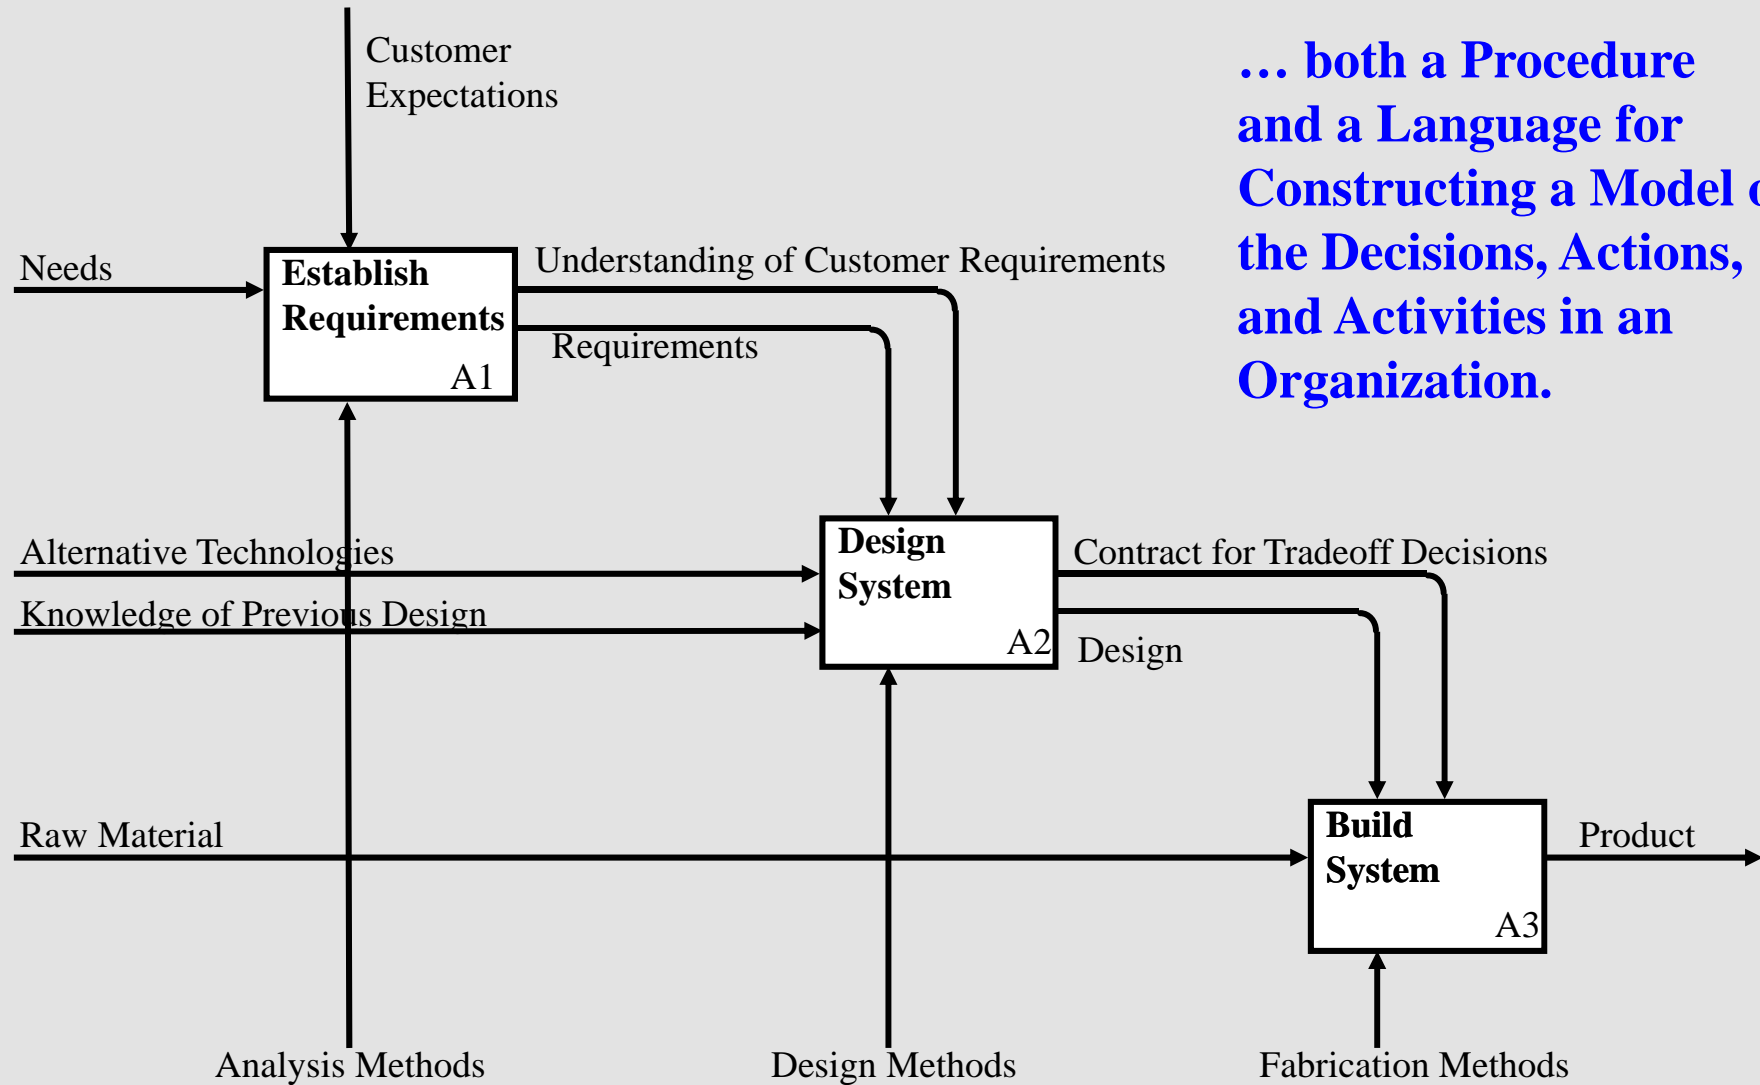 Customer
Expectations
… both a Procedure
and a Language for
Constructing a Model
the Decisions, Actions,
and Activities in an
Organization.
Needs
Establish
Requirements
A1
Understanding of Customer Requirements
Requirements
Alternative Technologies
Knowledge of Previous Design
Design
System
A2
Contract for Tradeoff Decisions
Design
Raw Material
Build
System
A3
Product
Analysis Methods
Design Methods
Fabrication Methods